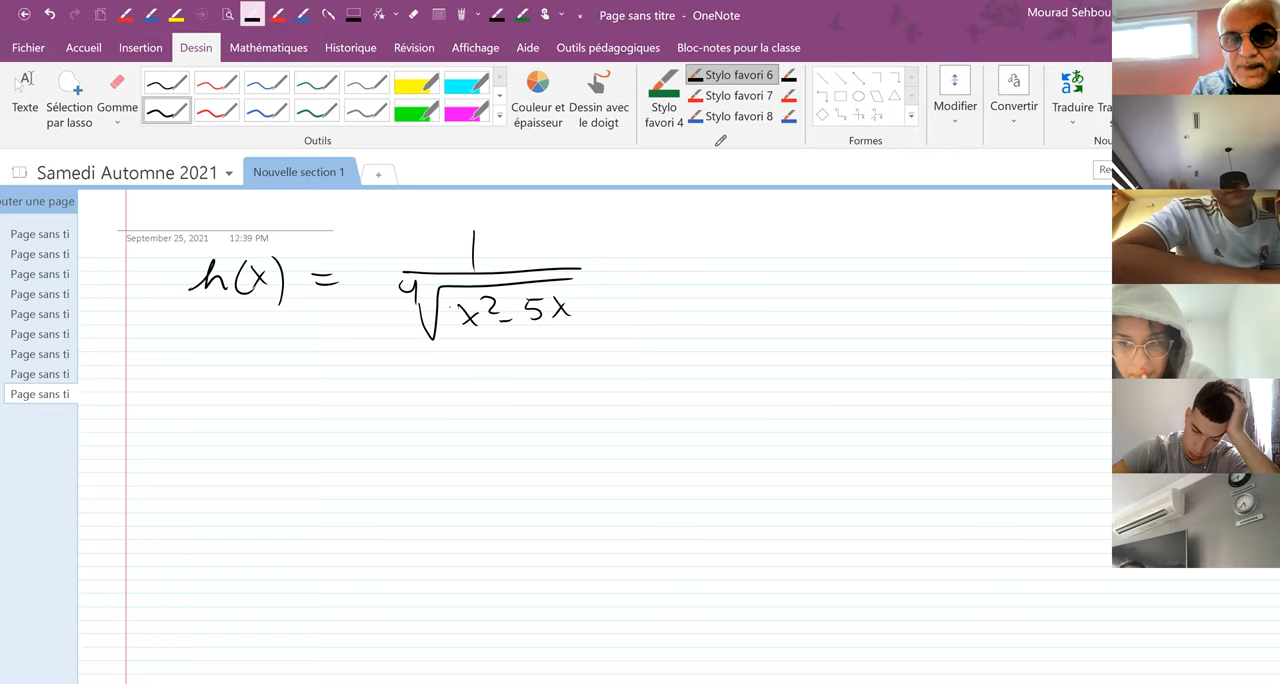 Page sans titre - OneNote
Mourad Sehbou
Fichier Accueil Insertion Dessin Mathématiques Historique Révision Affichage Aide Outils pédagogiques Bloc-notes pour la classe
Texte Sélection par lasso Gomme Couleur et épaisseur Dessin avec le doigt Stylo favori 4 Stylo favori 6 Modifier Convertir Traduire
Stylo favori 7
Stylo favori 8
Outils Formes
Samedi Automne 2021 Nouvelle section 1 +
outer une page
Page sans ti
Page sans ti
Page sans ti
Page sans ti
Page sans ti
Page sans ti
Page sans ti
Page sans ti
Page sans ti
September 25, 2021 12:39 PM
h(x) = 1 / ⁴√(x² - 5x)